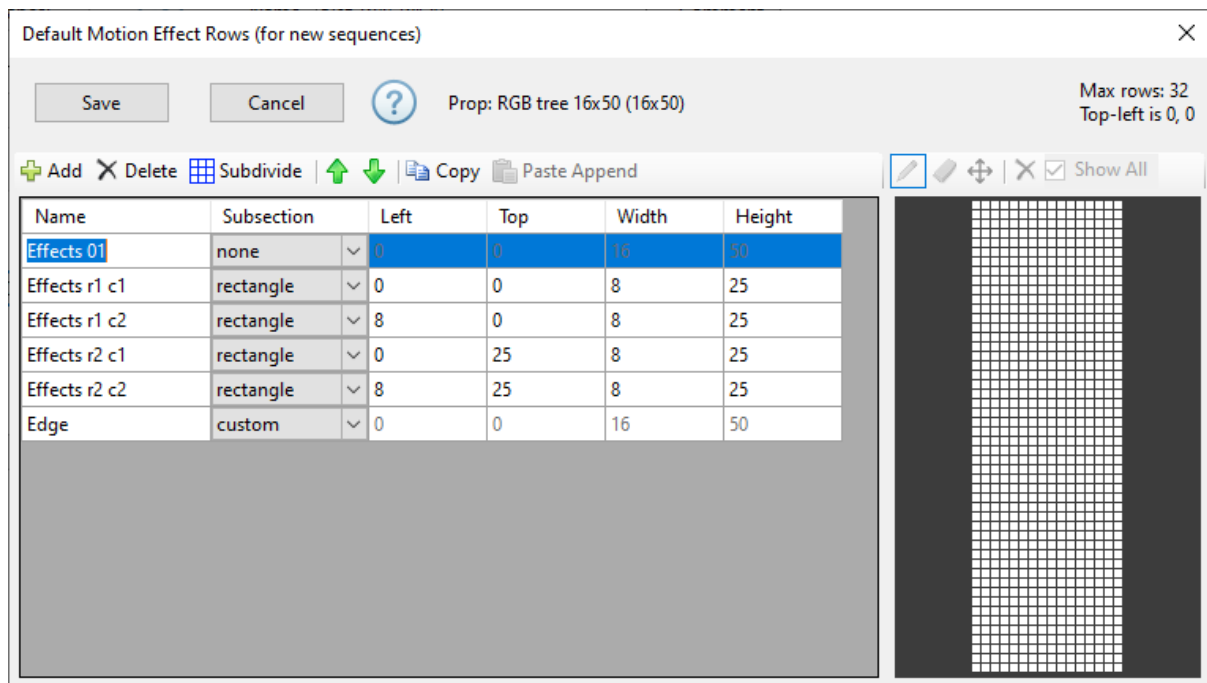 Default Motion Effect Rows (for new sequences)
Save Cancel ? Prop: RGB tree 16x50 (16x50) Max rows: 32
Top-left is 0, 0
Add Delete Subdivide Copy Paste Append Show All
Name Subsection Left Top Width Height
Effects 01 none 0 0 16 50
Effects r1 c1 rectangle 0 0 8 25
Effects r1 c2 rectangle 8 0 8 25
Effects r2 c1 rectangle 0 25 8 25
Effects r2 c2 rectangle 8 25 8 25
Edge custom 0 0 16 50